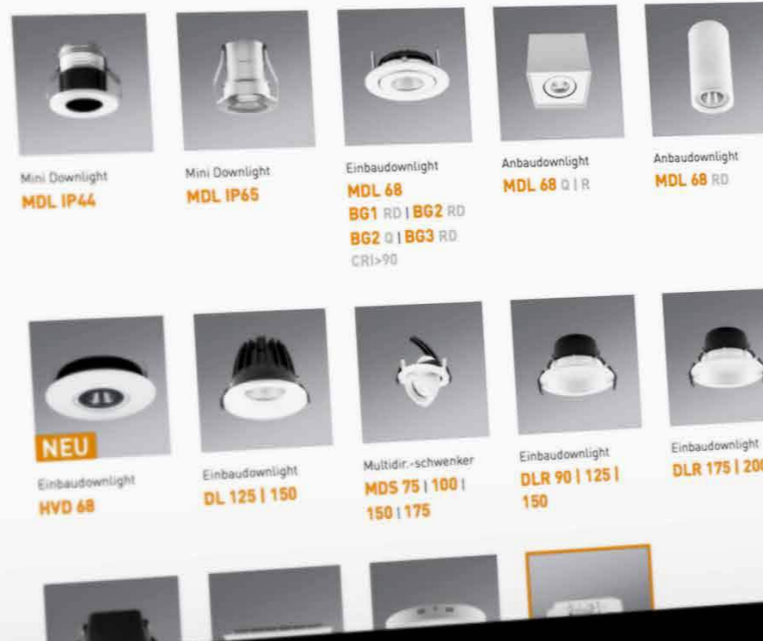 Mini Downlight
MDL IP44
Mini Downlight
MDL IP65
Einbaudownlight
MDL 68
BG1 RD | BG2 RD
BG2 Q | BG3 RD
CRI>90
Anbaudownlight
MDL 68 Q | R
Anbaudownlight
MDL 68 RD
NEU
Einbaudownlight
HVD 68
Einbaudownlight
DL 125 | 150
Multidir.-schwenker
MDS 75 | 100 |
150 | 175
Einbaudownlight
DLR 90 | 125 |
150
Einbaudownlight
DLR 175 | 200